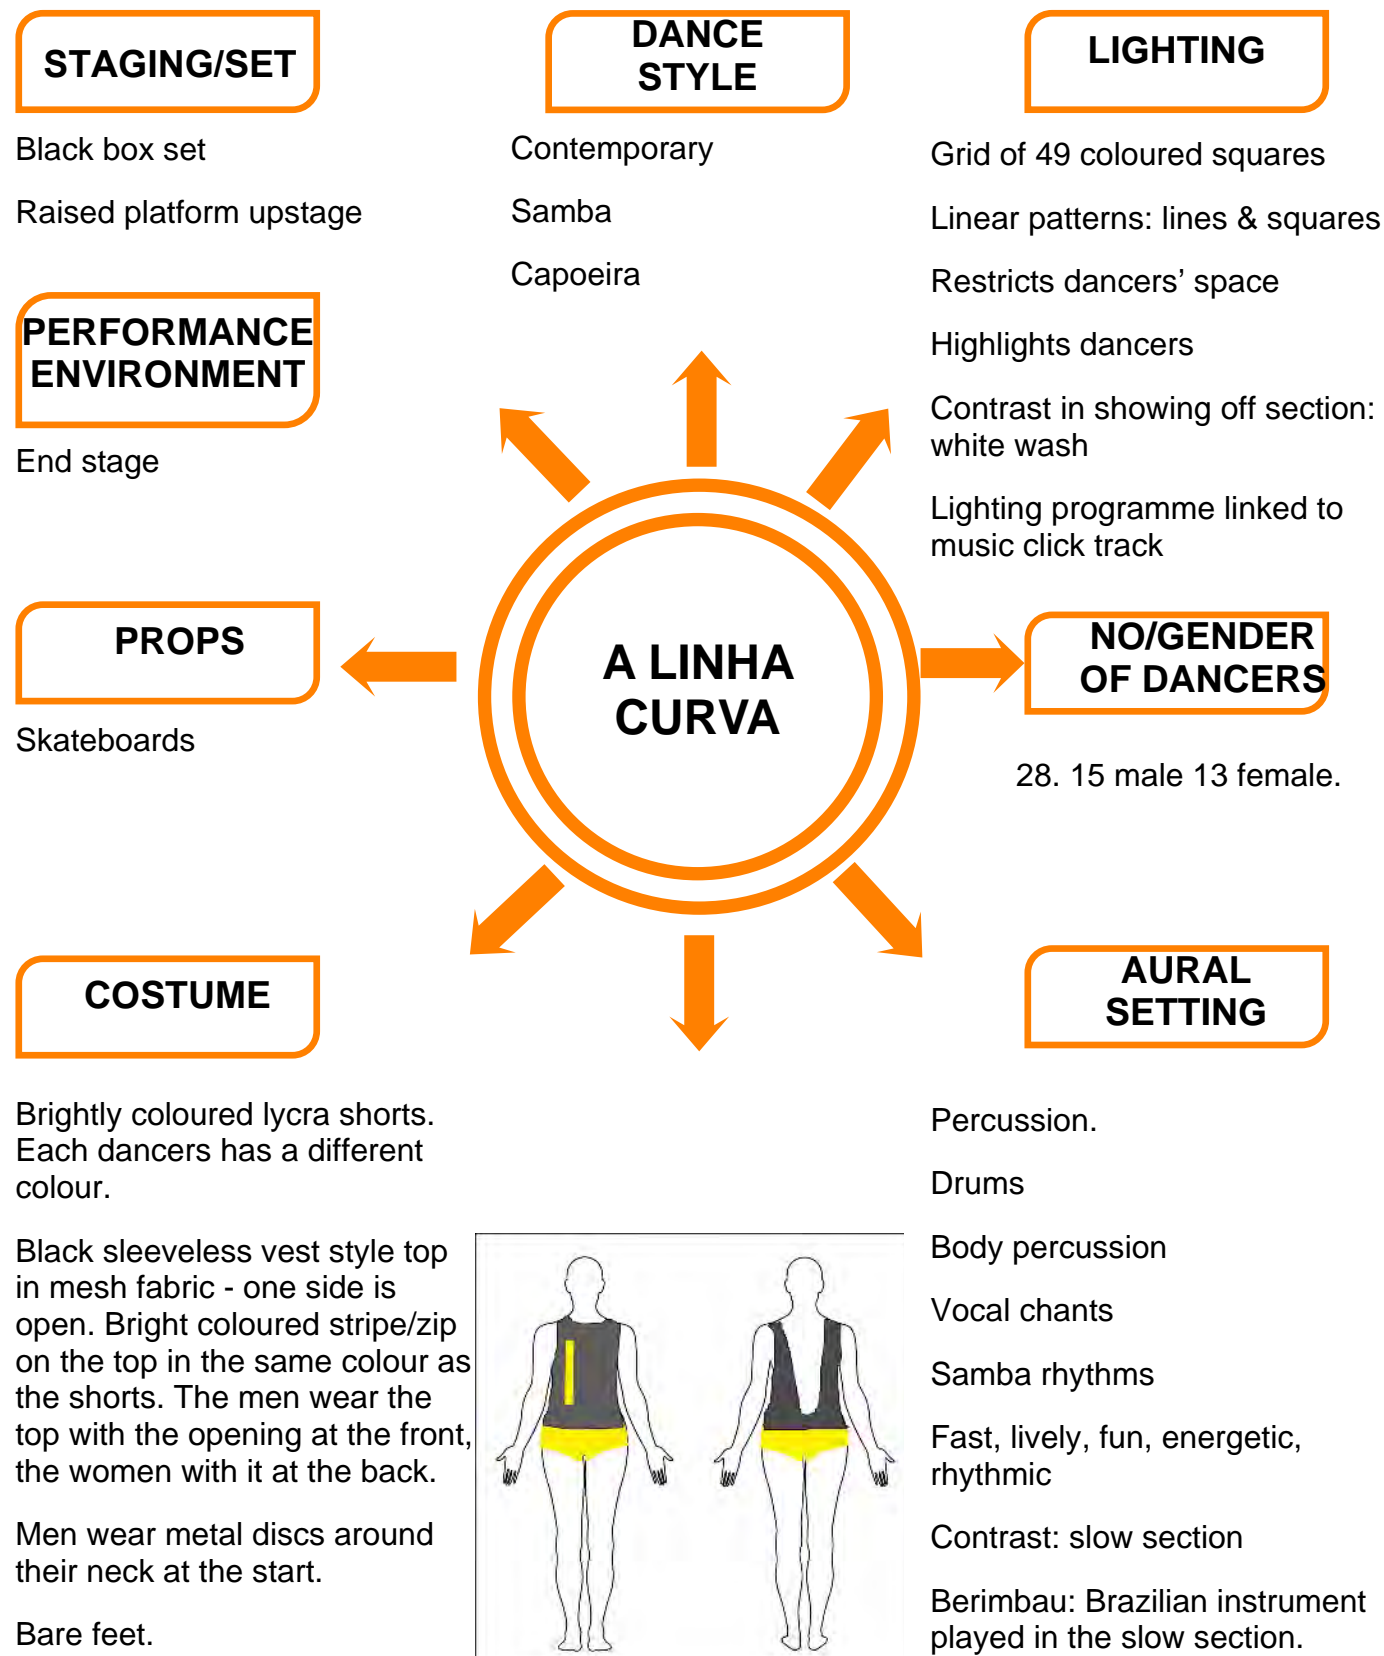 STAGING/SET
Black box set
Raised platform upstage
DANCE
STYLE
Contemporary
Samba
Capoeira
LIGHTING
Grid of 49 coloured squares
Linear patterns: lines & squares
Restricts dancers’ space
Highlights dancers
Contrast in showing off section:
white wash
Lighting programme linked to
music click track
PERFORMANCE
ENVIRONMENT
End stage
PROPS
Skateboards
A LINHA
CURVA
NO/GENDER
OF DANCERS
28. 15 male 13 female.
COSTUME
Brightly coloured lycra shorts.
Each dancers has a different
colour.
Black sleeveless vest style top
in mesh fabric - one side is
open. Bright coloured stripe/zip
on the top in the same colour as
the shorts. The men wear the
top with the opening at the front,
the women with it at the back.
Men wear metal discs around
their neck at the start.
Bare feet.
AURAL
SETTING
Percussion.
Drums
Body percussion
Vocal chants
Samba rhythms
Fast, lively, fun, energetic,
rhythmic
Contrast: slow section
Berimbau: Brazilian instrument
played in the slow section.